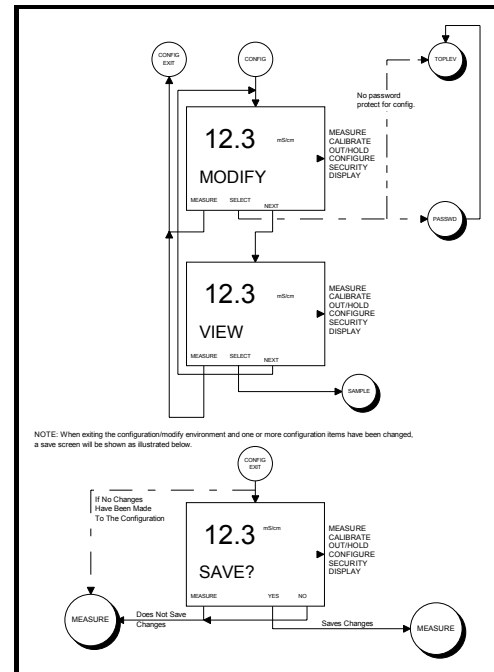 CONFIG
EXIT
CONFIG
TOPLEV
No password
protect for config.
12.3 mS/cm
MODIFY
MEASURE SELECT NEXT
MEASURE
CALIBRATE
OUT/HOLD
CONFIGURE
SECURITY
DISPLAY
PASSWD
12.3 mS/cm
VIEW
MEASURE SELECT NEXT
MEASURE
CALIBRATE
OUT/HOLD
CONFIGURE
SECURITY
DISPLAY
SAMPLE
NOTE: When exiting the configuration/modify environment and one or more configuration items have been changed,
a save screen will be shown as illustrated below.
CONFIG
EXIT
If No Changes
Have Been Made
To The Configuration
12.3 mS/cm
SAVE?
MEASURE YES NO
MEASURE
CALIBRATE
OUT/HOLD
CONFIGURE
SECURITY
DISPLAY
MEASURE
Does Not Save
Changes
Saves Changes
MEASURE